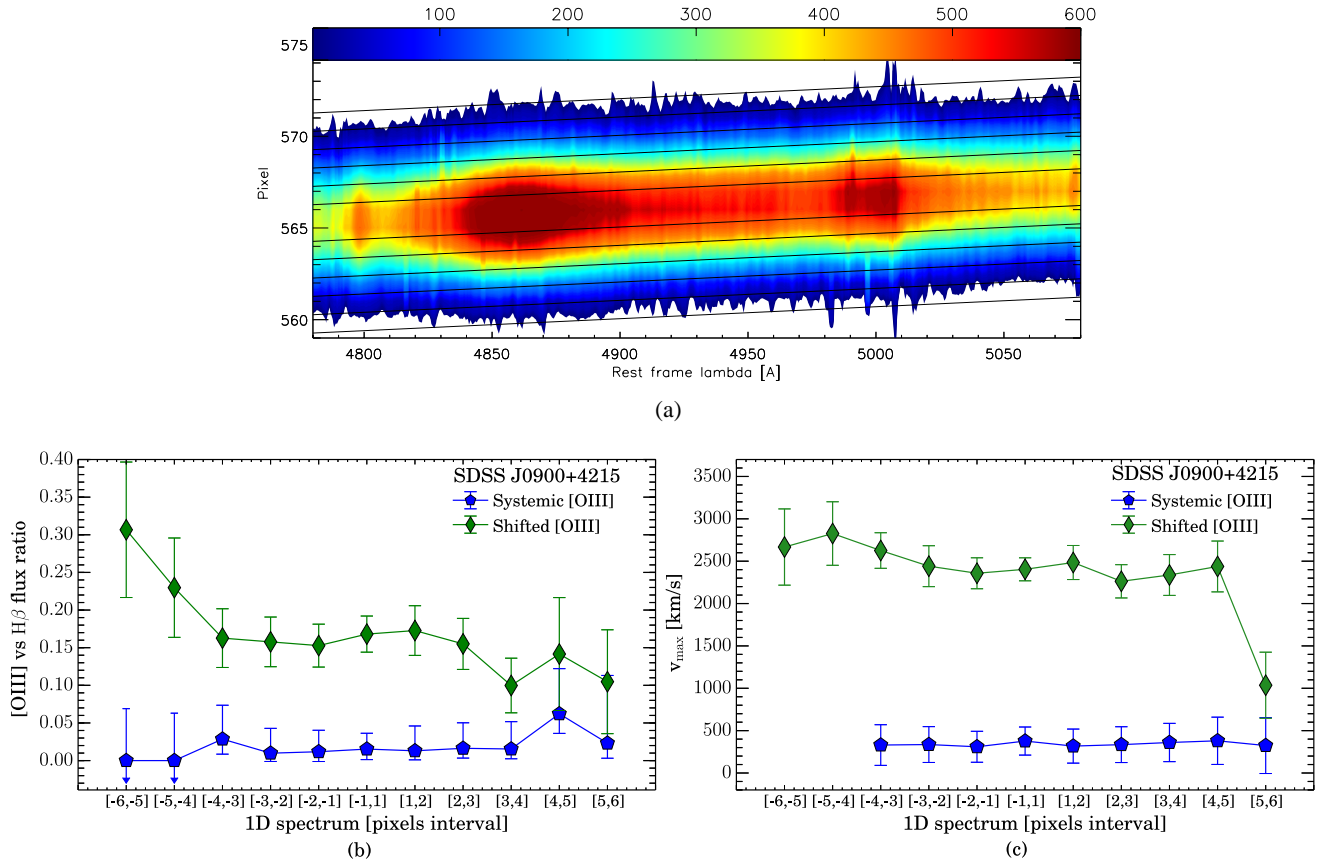 100 200 300 400 500 600
575
570
565
560
Pixel
4800 4850 4900 4950 5000 5050
Rest frame lambda [A]
(a)
0.40
0.35
0.30
0.25
0.20
0.15
0.10
0.05
0.00
[OIII] vs Hβ flux ratio
SDSS J0900+4215
Systemic [OIII]
Shifted [OIII]
[-6,-5] [-5,-4] [-4,-3] [-3,-2] [-2,-1] [-1,1] [1,2] [2,3] [3,4] [4,5] [5,6]
1D spectrum [pixels interval]
(b)
3500
3000
2500
2000
1500
1000
500
0
vmax [km/s]
SDSS J0900+4215
Systemic [OIII]
Shifted [OIII]
[-6,-5] [-5,-4] [-4,-3] [-3,-2] [-2,-1] [-1,1] [1,2] [2,3] [3,4] [4,5] [5,6]
1D spectrum [pixels interval]
(c)